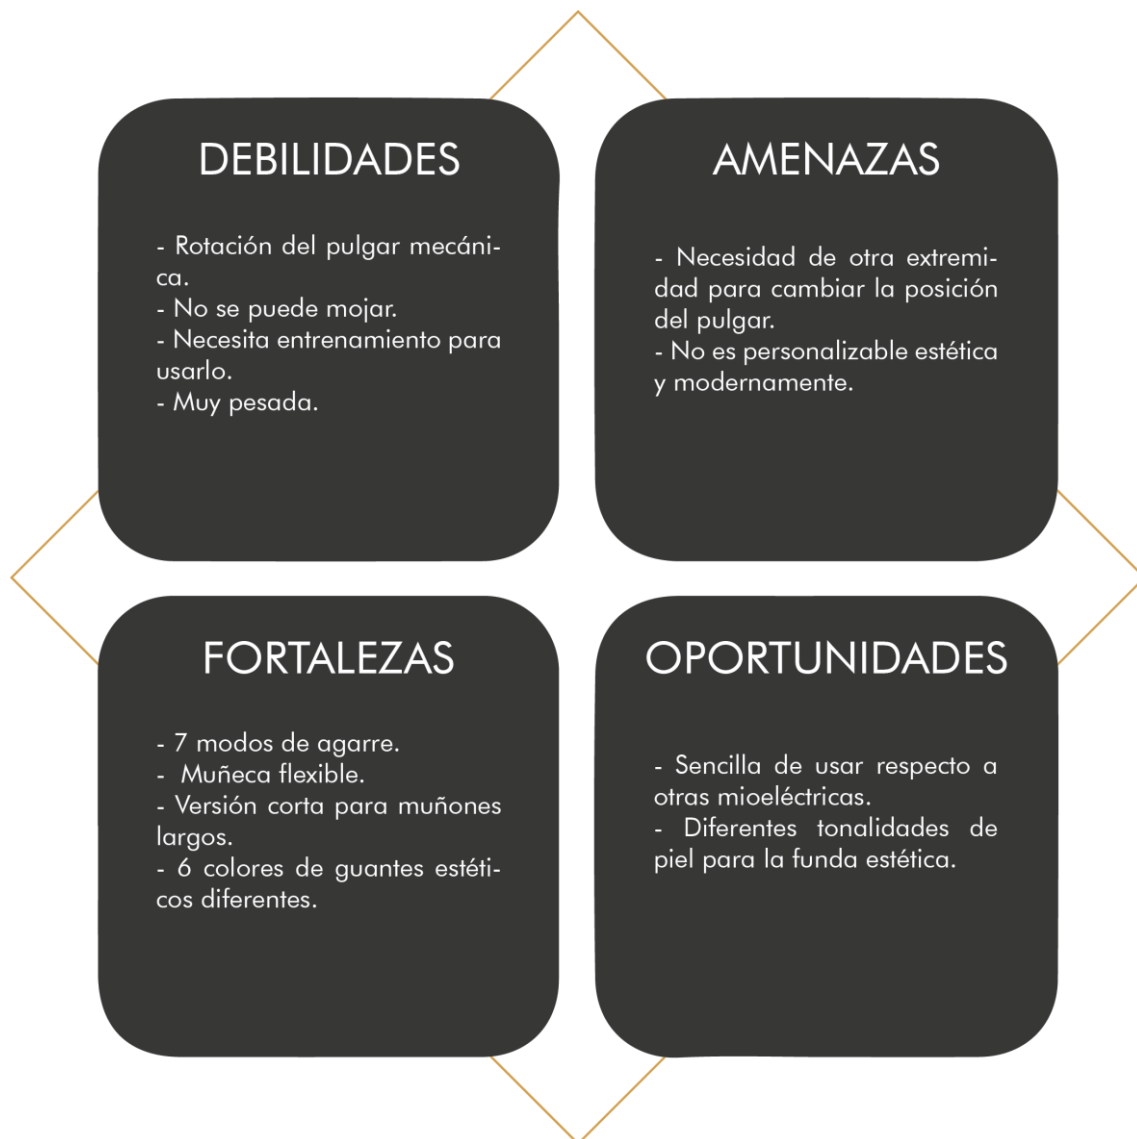 DEBILIDADES
- Rotación del pulgar mecáni-
ca.
- No se puede mojar.
- Necesita entrenamiento para
usarlo.
- Muy pesada.
AMENAZAS
- Necesidad de otra extremi-
dad para cambiar la posición
del pulgar.
- No es personalizable estética
y modernamente.
FORTALEZAS
- 7 modos de agarre.
- Muñeca flexible.
- Versión corta para muñones
largos.
- 6 colores de guantes estéti-
cos diferentes.
OPORTUNIDADES
- Sencilla de usar respecto a
otras mioeléctricas.
- Diferentes tonalidades de
piel para la funda estética.